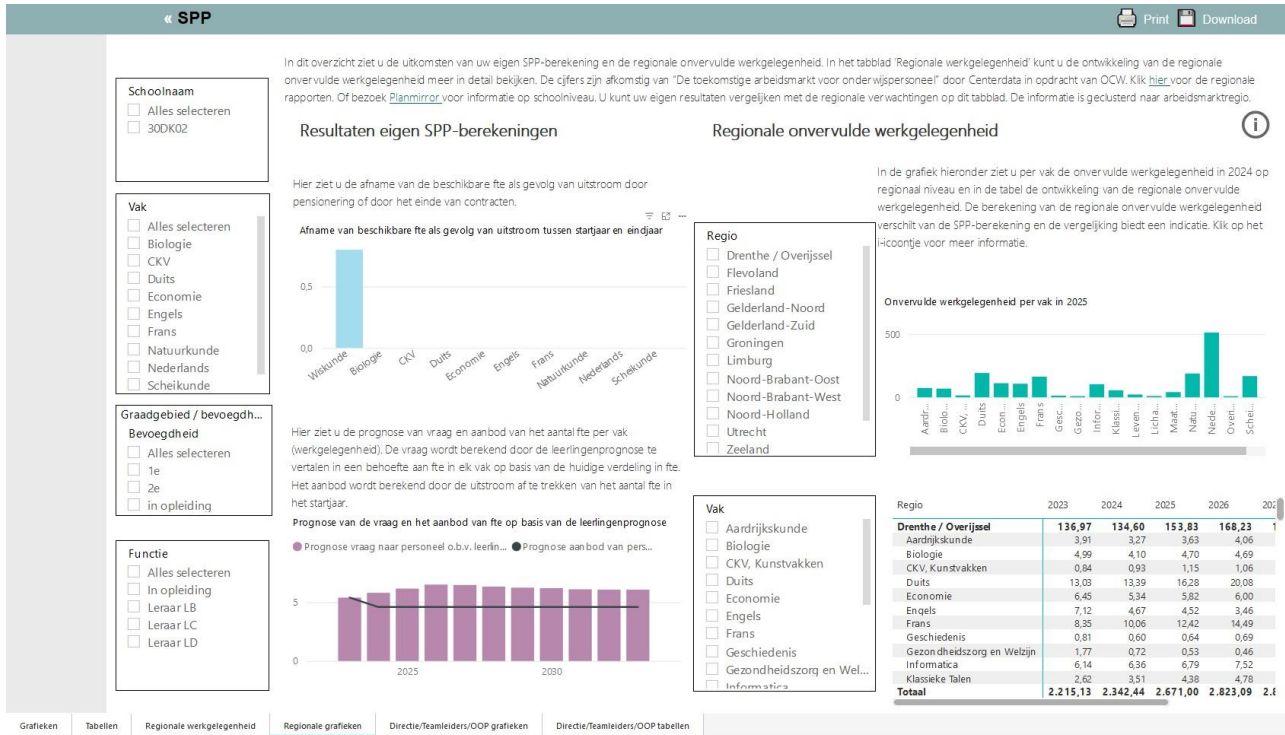 « SPP
Print
Download
In dit overzicht ziet u de uitkomsten van uw eigen SPP-berekening en de regionale onvervulde werkgelegenheid. In het tabblad 'Regionale werkgelegenheid' kunt u de ontwikkeling van de regionale
onvervulde werkgelegenheid meer in detail bekijken. De cijfers zijn afkomstig van "De toekomstige arbeidsmarkt voor onderwijspersoneel" door Centerdata in opdracht van OCW. Klik hier voor de regionale
rapporten. Of bezoek Planmirror voor informatie op schoolniveau. U kunt uw eigen resultaten vergelijken met de regionale verwachtingen op dit tabblad. De informatie is geclusterd naar arbeidsmarktregio.
Schoolnaam
Alles selecteren
30DK02
Vak
Alles selecteren
Biologie
CKV
Duits
Economie
Engels
Frans
Natuurkunde
Nederlands
Scheikunde
Graadgebied / bevoegdh...
Bevoegdheid
Alles selecteren
1e
2e
in opleiding
Functie
Alles selecteren
In opleiding
Leraar LB
Leraar LC
Leraar LD
Resultaten eigen SPP-berekeningen
Hier ziet u de afname van de beschikbare fte als gevolg van uitstroom door
pensionering of door het einde van contracten.
Afname van beschikbare fte als gevolg van uitstroom tussen startjaar en eindjaar
0,5
0,0
Wiskunde
Biologie
CKV
Duits
Economie
Engels
Frans
Natuurkunde
Nederlands
Scheikunde
Hier ziet u de prognose van vraag en aanbod van het aantal fte per vak
(werkgelegenheid). De vraag wordt berekend door de leerlingenprognose te
vertalen in een behoefte aan fte in elk vak op basis van de huidige verdeling in fte.
Het aanbod wordt berekend door de uitstroom af te trekken van het aantal fte in
het startjaar.
Prognose van de vraag en het aanbod van fte op basis van de leerlingenprognose
Prognose vraag naar personeel o.b.v. leerlin... Prognose aanbod van pers...
5
0
2025 2030
Regionale onvervulde werkgelegenheid
In de grafiek hieronder ziet u per vak de onvervulde werkgelegenheid in 2024 op
regionaal niveau en in de tabel de ontwikkeling van de regionale onvervulde
werkgelegenheid. De berekening van de regionale onvervulde werkgelegenheid
verschilt van de SPP-berekening en de vergelijking biedt een indicatie. Klik op het
i-icoontje voor meer informatie.
Regio
Drenthe / Overijssel
Flevoland
Friesland
Gelderland-Noord
Gelderland-Zuid
Groningen
Limburg
Noord-Brabant-Oost
Noord-Brabant-West
Noord-Holland
Utrecht
Zeeland
Onvervulde werkgelegenheid per vak in 2025
500
0
Aardr...
Biolo...
CKV, ...
Duits
Econ...
Engels
Frans
Gesc...
Gezo...
Infor...
Klassi...
Leven...
Licha...
Maat...
Natu...
Nede...
Overi...
Schei...
Vak
Aardrijkskunde
Biologie
CKV, Kunstvakken
Duits
Economie
Engels
Frans
Geschiedenis
Gezondheidszorg en Wel...
Informatica
Regio 2023 2024 2025 2026 202
Drenthe / Overijssel 136,97 134,60 153,83 168,23 1
Aardrijkskunde 3,91 3,27 3,63 4,06
Biologie 4,99 4,10 4,70 4,69
CKV, Kunstvakken 0,84 0,93 1,15 1,06
Duits 13,03 13,39 16,28 20,08
Economie 6,45 5,34 5,82 6,00
Engels 7,12 4,67 4,52 3,46
Frans 8,35 10,06 12,42 14,49
Geschiedenis 0,81 0,60 0,64 0,69
Gezondheidszorg en Welzijn 1,77 0,72 0,53 0,46
Informatica 6,14 6,36 6,79 7,52
Klassieke Talen 2,62 3,51 4,38 4,78
Totaal 2.215,13 2.342,44 2.671,00 2.823,09 2.8
Grafieken
Tabellen
Regionale werkgelegenheid
Regionale grafieken
Directie/Teamleiders/OOP grafieken
Directie/Teamleiders/OOP tabellen